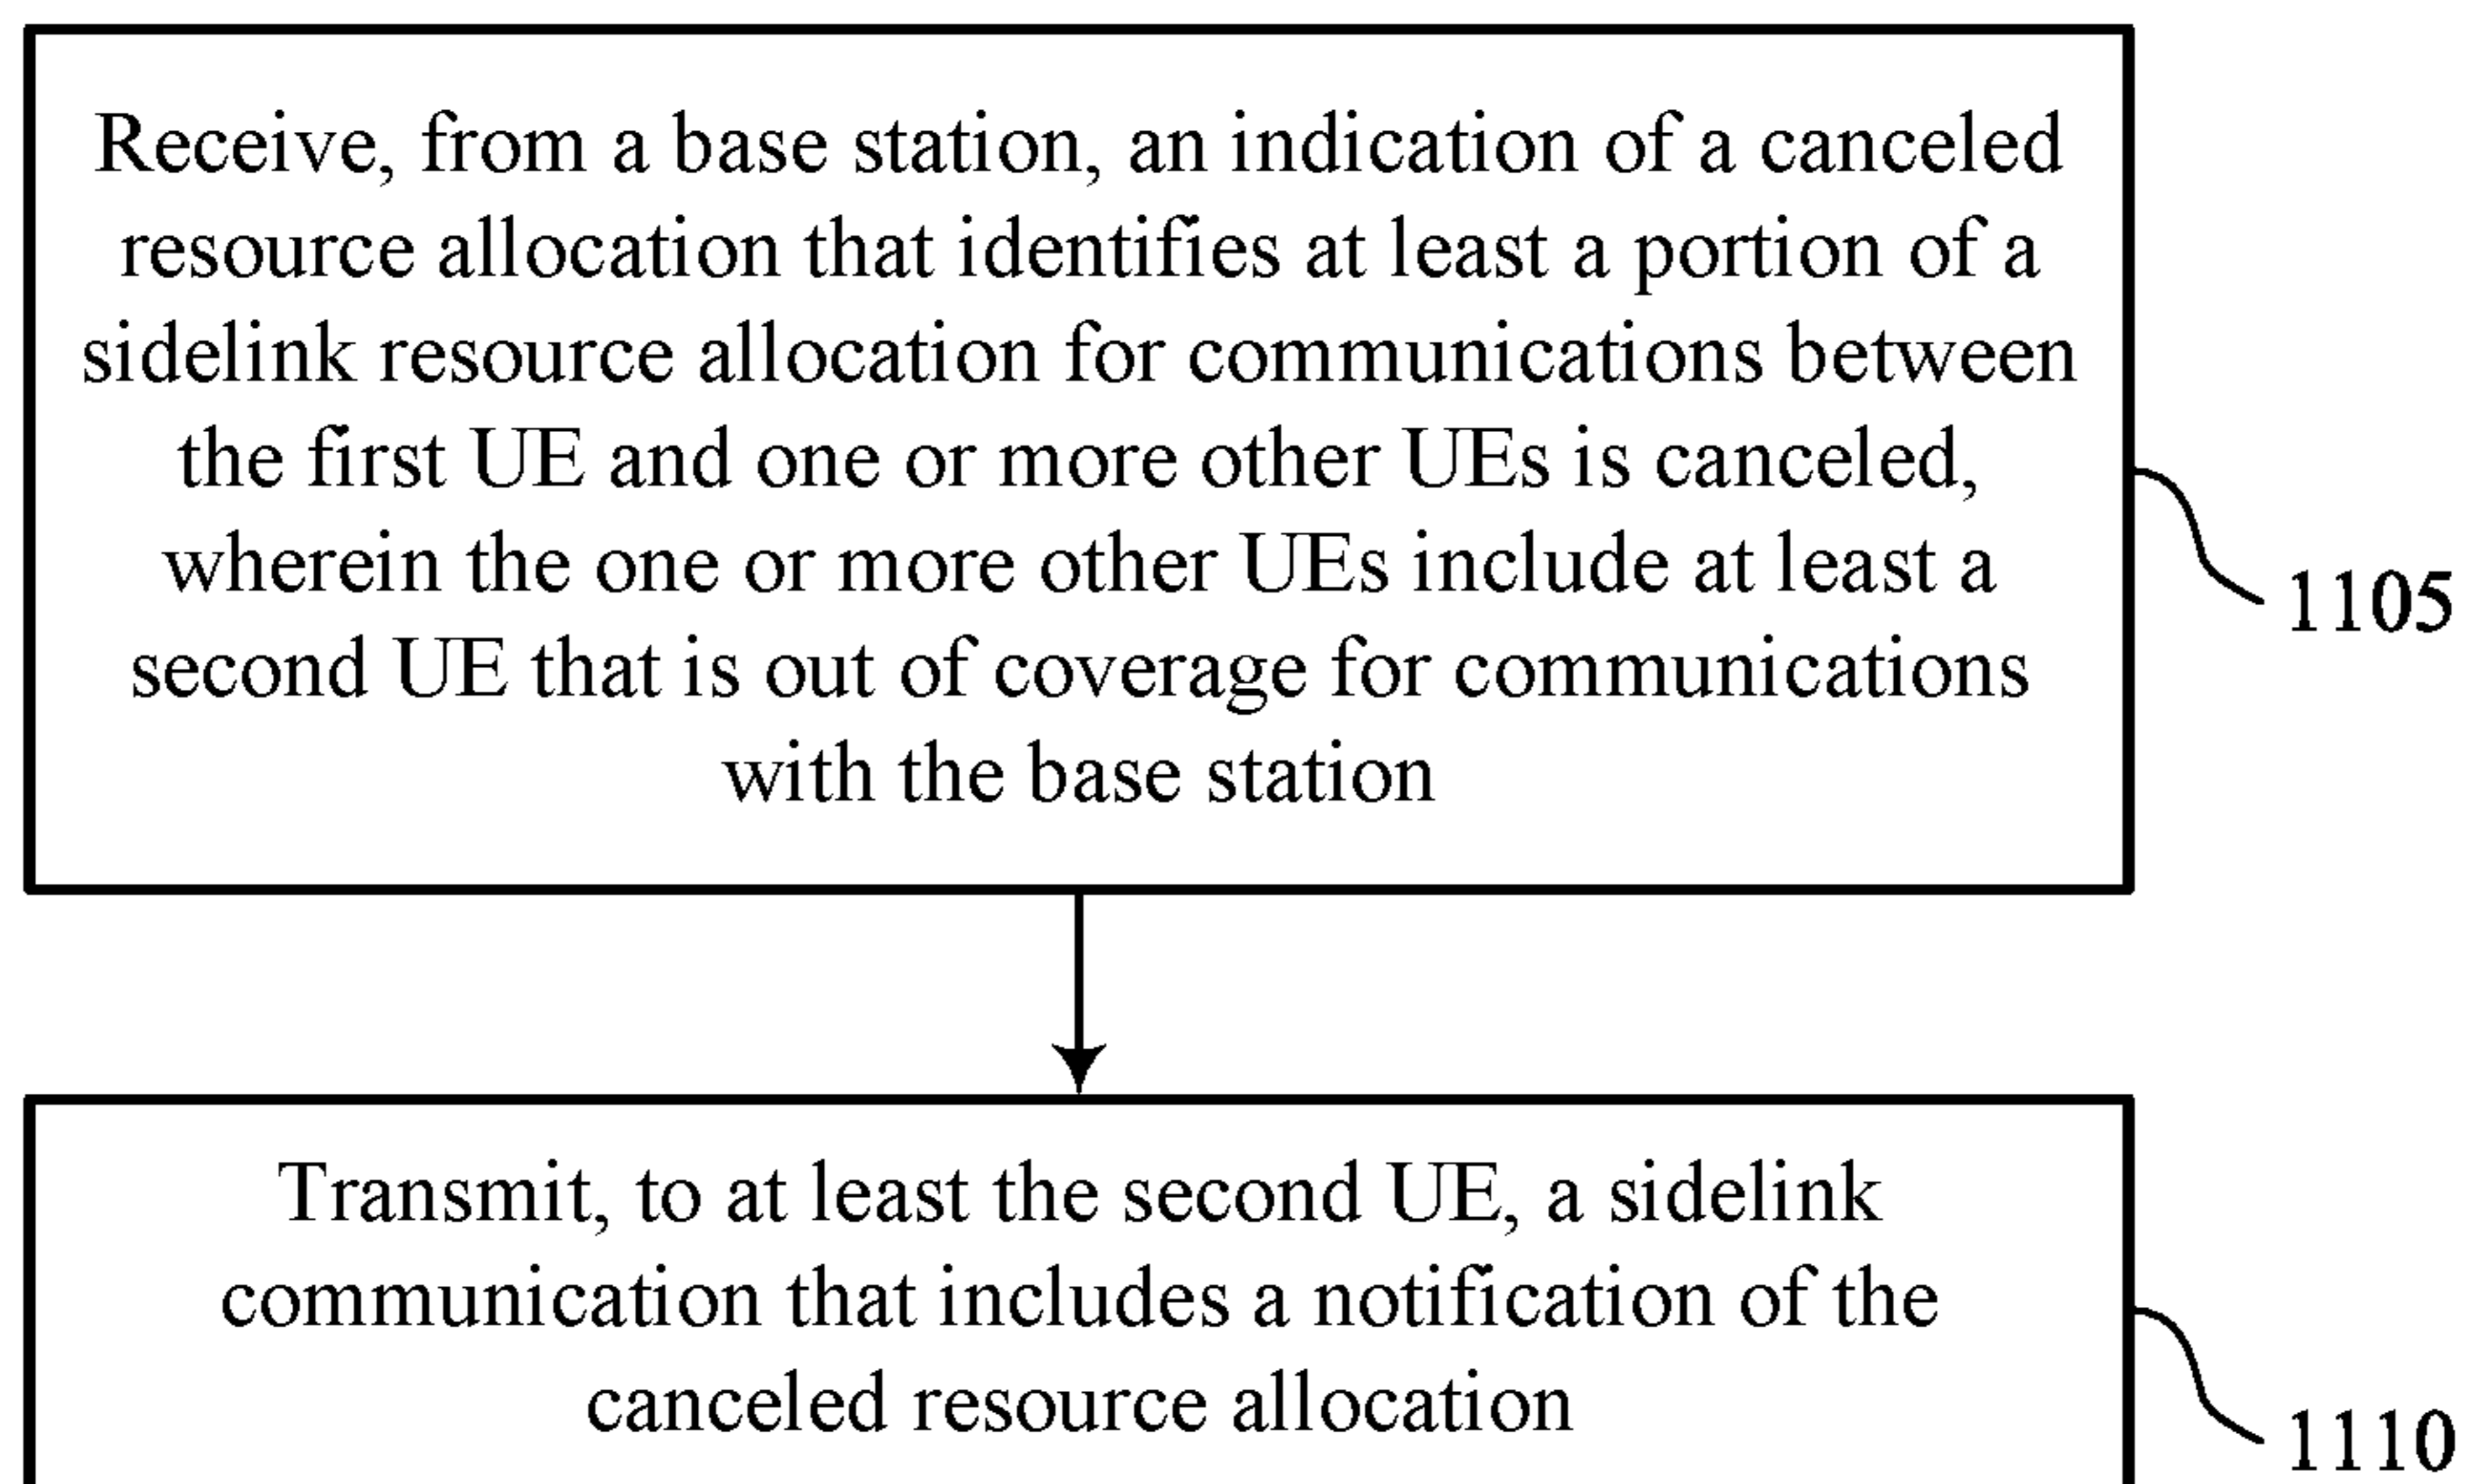 Receive, from a base station, an indication of a canceled
resource allocation that identifies at least a portion of a
sidelink resource allocation for communications between
the first UE and one or more other UEs is canceled,
wherein the one or more other UEs include at least a
second UE that is out of coverage for communications
with the base station
1105
Transmit, to at least the second UE, a sidelink
communication that includes a notification of the
canceled resource allocation
1110